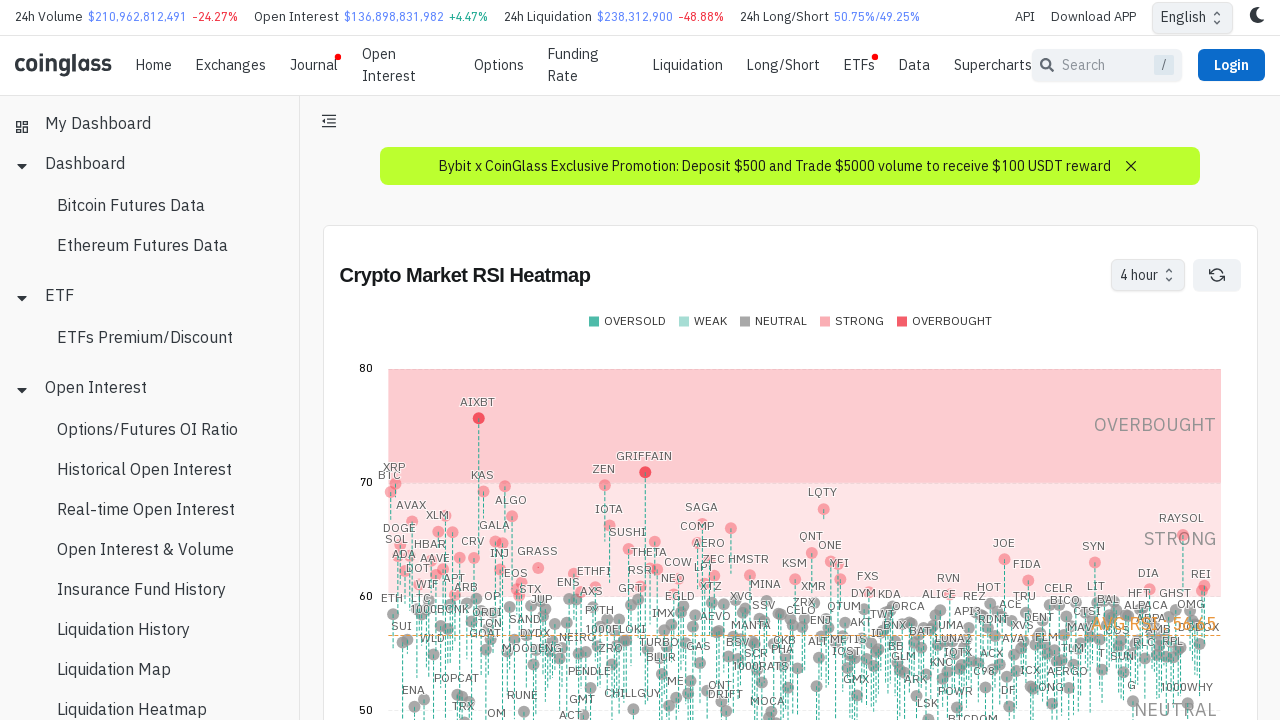 24h Volume $210,962,812,491 -24.27% Open Interest $136,898,831,982 +4.47% 24h Liquidation $238,312,900 -48.88% 24h Long/Short 50.75%/49.25% API Download APP English
coinglass Home Exchanges Journal Open Interest Options Funding Rate Liquidation Long/Short ETFs Data Supercharts Search / Login
My Dashboard
Dashboard
Bitcoin Futures Data
Ethereum Futures Data
ETF
ETFs Premium/Discount
Open Interest
Options/Futures OI Ratio
Historical Open Interest
Real-time Open Interest
Open Interest & Volume
Insurance Fund History
Liquidation History
Liquidation Map
Liquidation Heatmap
Bybit x CoinGlass Exclusive Promotion: Deposit $500 and Trade $5000 volume to receive $100 USDT reward
Crypto Market RSI Heatmap
4 hour
OVERSOLD WEAK NEUTRAL STRONG OVERBOUGHT
80
AIXBT
OVERBOUGHT
GRIFFAIN
XRP
BTC
KAS
ZEN
70
LQTY
ALGO
AVAX
IOTA
SAGA
XLM
RAYSOL
DOGE
GALA
SUSHI
COMP
SOL
HBAR
CRV
AERO
QNT
ONE
JOE
STRONG
ADA
AAVE
INJ
GRASS
THETA
SYN
DOT
EOS
ETHFI
RSR
COW
LPT
ZEC
HMSTR
KSM
YFI
FIDA
DIA
REI
WIF
APT
ARB
STX
ENS
AXS
GRT
NEO
XTZ
MINA
XMR
FXS
RVN
HOT
LIT
CELR
HFT
GHST
60
ETH
LTC
OP
JUP
EGLD
XVG
ZRX
DYM
KDA
ALICE
REZ
TRU
BICO
BAL
OMG
1000BONK
ORDI
PYTH
IMX
SSV
CELO
QTUM
ORCA
API3
ACE
CTSI
ALPACA
SUI
TON
SAND
1000FLOKI
AEVO
MANTA
ENJ
AKT
TWT
BNX
UMA
RDNT
XVS
DENT
MAV
WLD
GOAT
DYDX
NEIRO
TURBO
BSV
CKB
ALT
METIS
ID
BAT
LUNA2
AVA
FLM
AMB
MOODENG
ZRO
GAS
SCR
PHA
IOST
BB
GLM
IOTX
ACX
TLM
SUN
RLC
POPCAT
PENDLE
BLUR
1000RATS
GMX
ARK
KNC
C98
ICX
AERGO
T
ENA
TRX
RUNE
GMT
CHILLGUY
ME
QNT
DRIFT
MOCA
LSK
POWR
DF
ONG
G
1000WHY
50
OM
ACT
BTCDOM
NEUTRAL